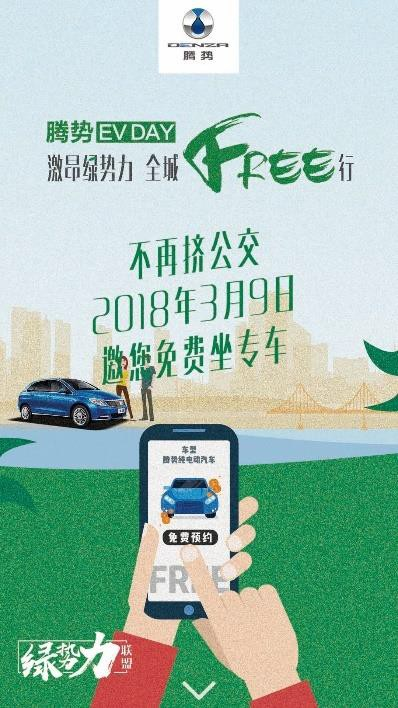 DENZA
腾势
腾势 EV DAY
激昂绿势力 全城FREE行
不再挤公交
2018年3月9日
邀您免费坐专车
车型
腾势纯电动汽车
免费预约
FREE
绿势力联盟